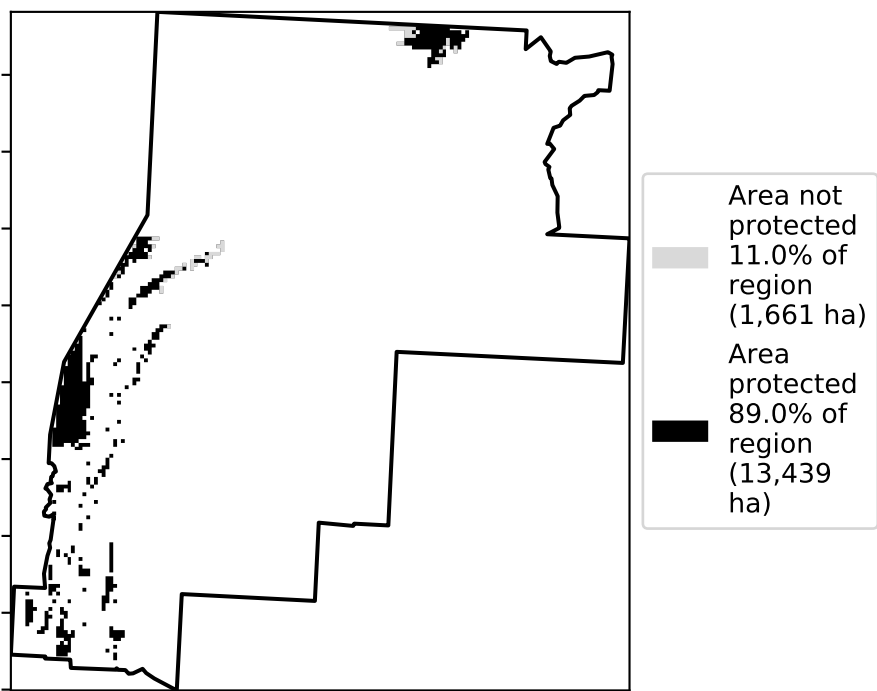 Area not
protected
11.0% of
region
(1,661 ha)
Area
protected
89.0% of
region
(13,439
ha)